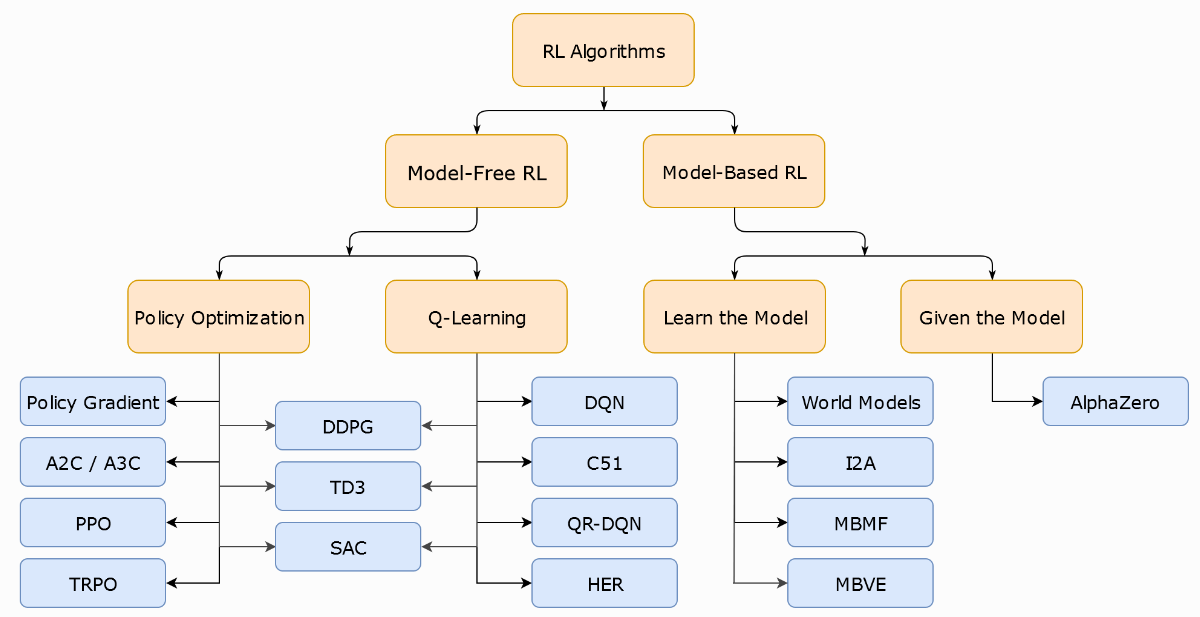 RL Algorithms
Model-Free RL
Model-Based RL
Policy Optimization
Q-Learning
Learn the Model
Given the Model
Policy Gradient
DDPG
DQN
World Models
AlphaZero
A2C / A3C
TD3
C51
I2A
PPO
SAC
QR-DQN
MBMF
TRPO
HER
MBVE